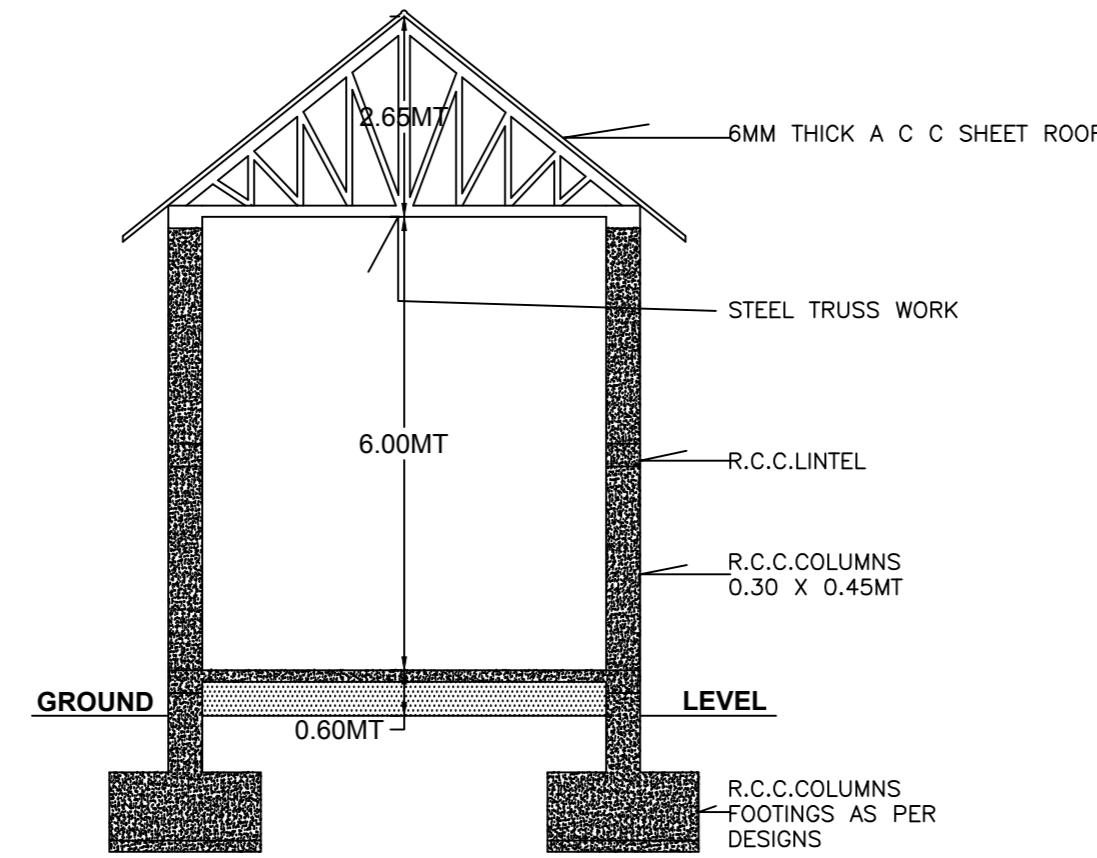 2.65MT
6MM THICK A C C SHEET ROOF
STEEL TRUSS WORK
6.00MT
R.C.C.LINTEL
R.C.C.COLUMNS
0.30 X 0.45MT
GROUND LEVEL
0.60MT
R.C.C.COLUMNS
FOOTINGS AS PER
DESIGNS